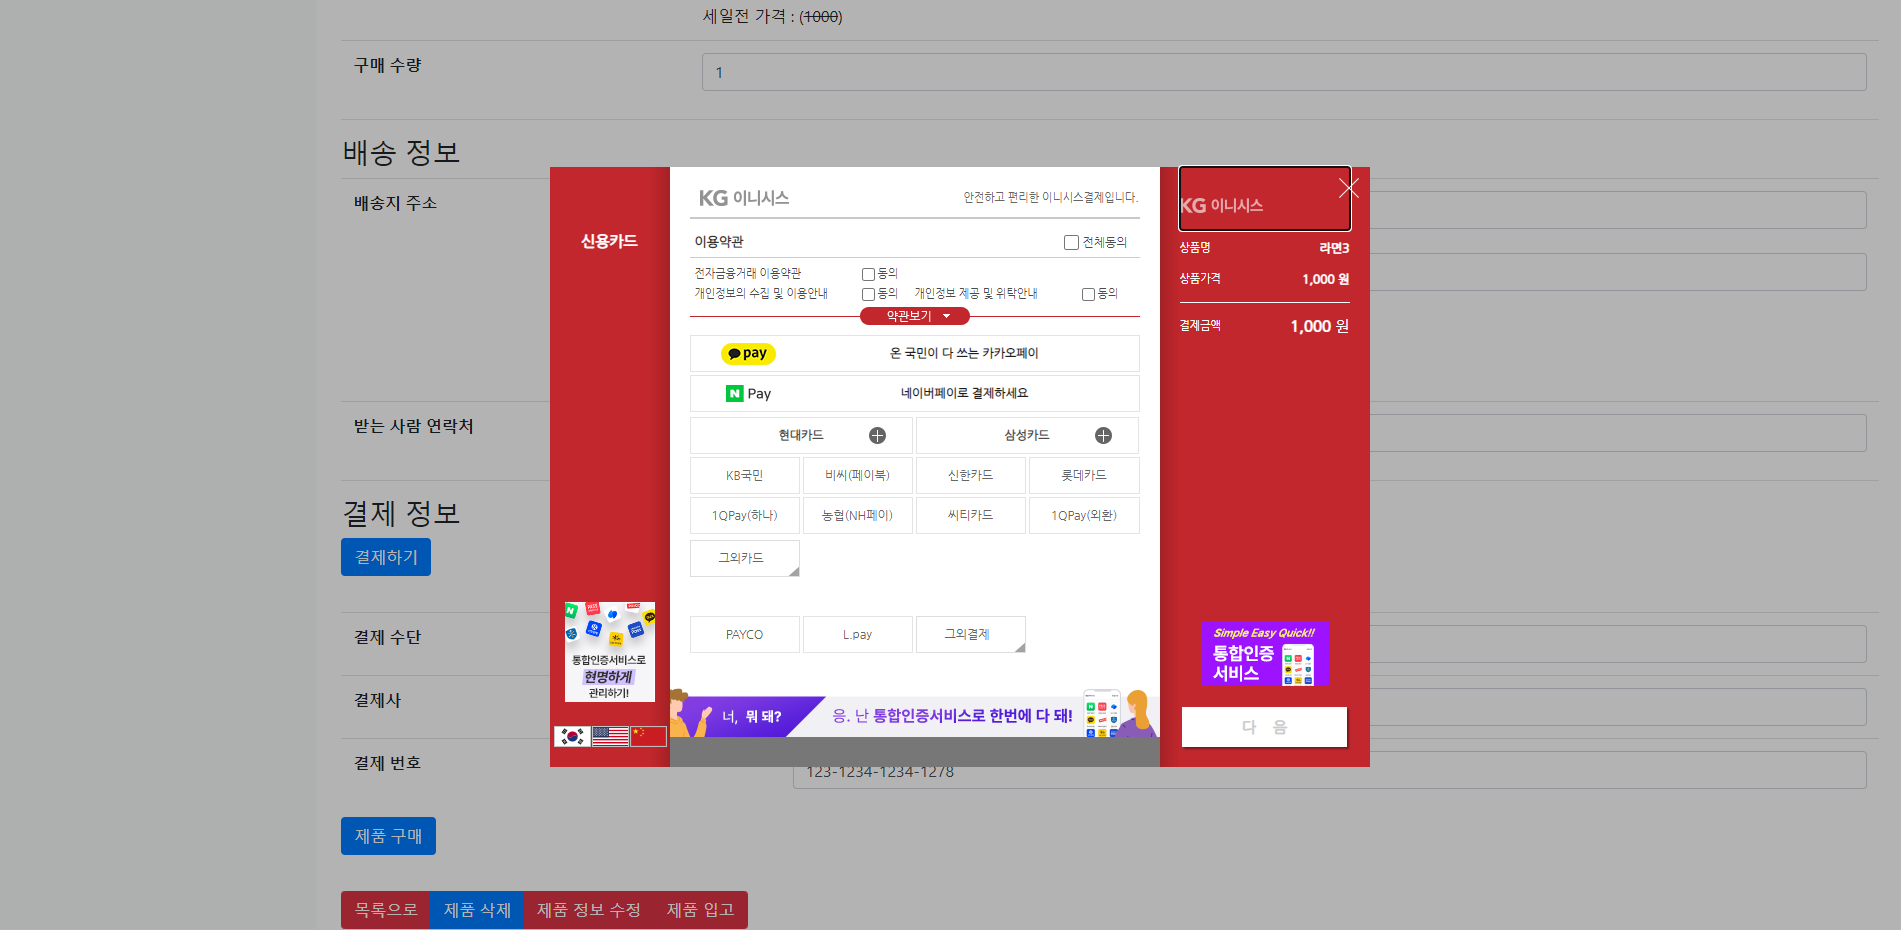 세일전 가격 : (1000)
구매 수량
1
배송 정보
배송지 주소
받는 사람 연락처
결제 정보
결제하기
결제 수단
결제사
결제 번호
123-1234-1234-1278
제품 구매
목록으로 제품 삭제 제품 정보 수정 제품 입고
신용카드
통합인증서비스로
현명하게
관리하기!
KG 이니시스
안전하고 편리한 이니시스결제입니다.
이용약관
전체동의
전자금융거래 이용약관 동의
개인정보의 수집 및 이용안내 동의 개인정보 제공 및 위탁안내 동의
약관보기
pay 온 국민이 다 쓰는 카카오페이
N Pay 네이버페이로 결제하세요
현대카드 삼성카드
KB국민 비씨(페이북) 신한카드 롯데카드
1QPay(하나) 농협(NH페이) 씨티카드 1QPay(외환)
그외카드
PAYCO L.pay 그외결제
너, 뭐 돼? 응. 난 통합인증서비스로 한번에 다 돼!
KG 이니시스
상품명 라면3
상품가격 1,000 원
결제금액 1,000 원
Simple Easy Quick!!
통합인증
서비스
다 음